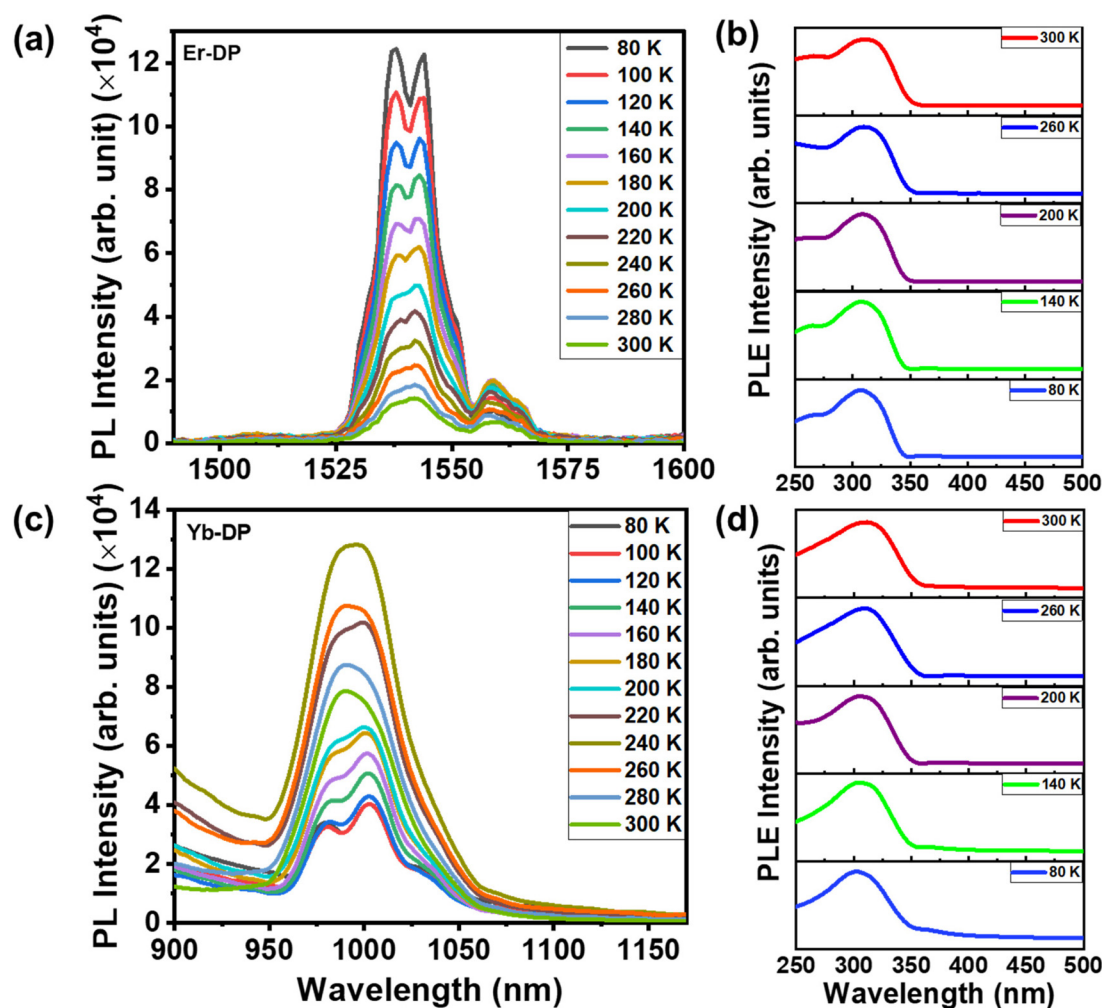 (a)
Er-DP
PL Intensity (arb. unit) (×10⁴)
12
10
8
6
4
2
0
1500 1525 1550 1575 1600
80 K
100 K
120 K
140 K
160 K
180 K
200 K
220 K
240 K
260 K
280 K
300 K
(b)
PLE Intensity (arb. units)
300 K
260 K
200 K
140 K
80 K
250 300 350 400 450 500
(c)
Yb-DP
PL Intensity (arb. units) (×10⁴)
14
12
10
8
6
4
2
0
900 950 1000 1050 1100 1150
Wavelength (nm)
80 K
100 K
120 K
140 K
160 K
180 K
200 K
220 K
240 K
260 K
280 K
300 K
(d)
PLE Intensity (arb. units)
300 K
260 K
200 K
140 K
80 K
250 300 350 400 450 500
Wavelength (nm)